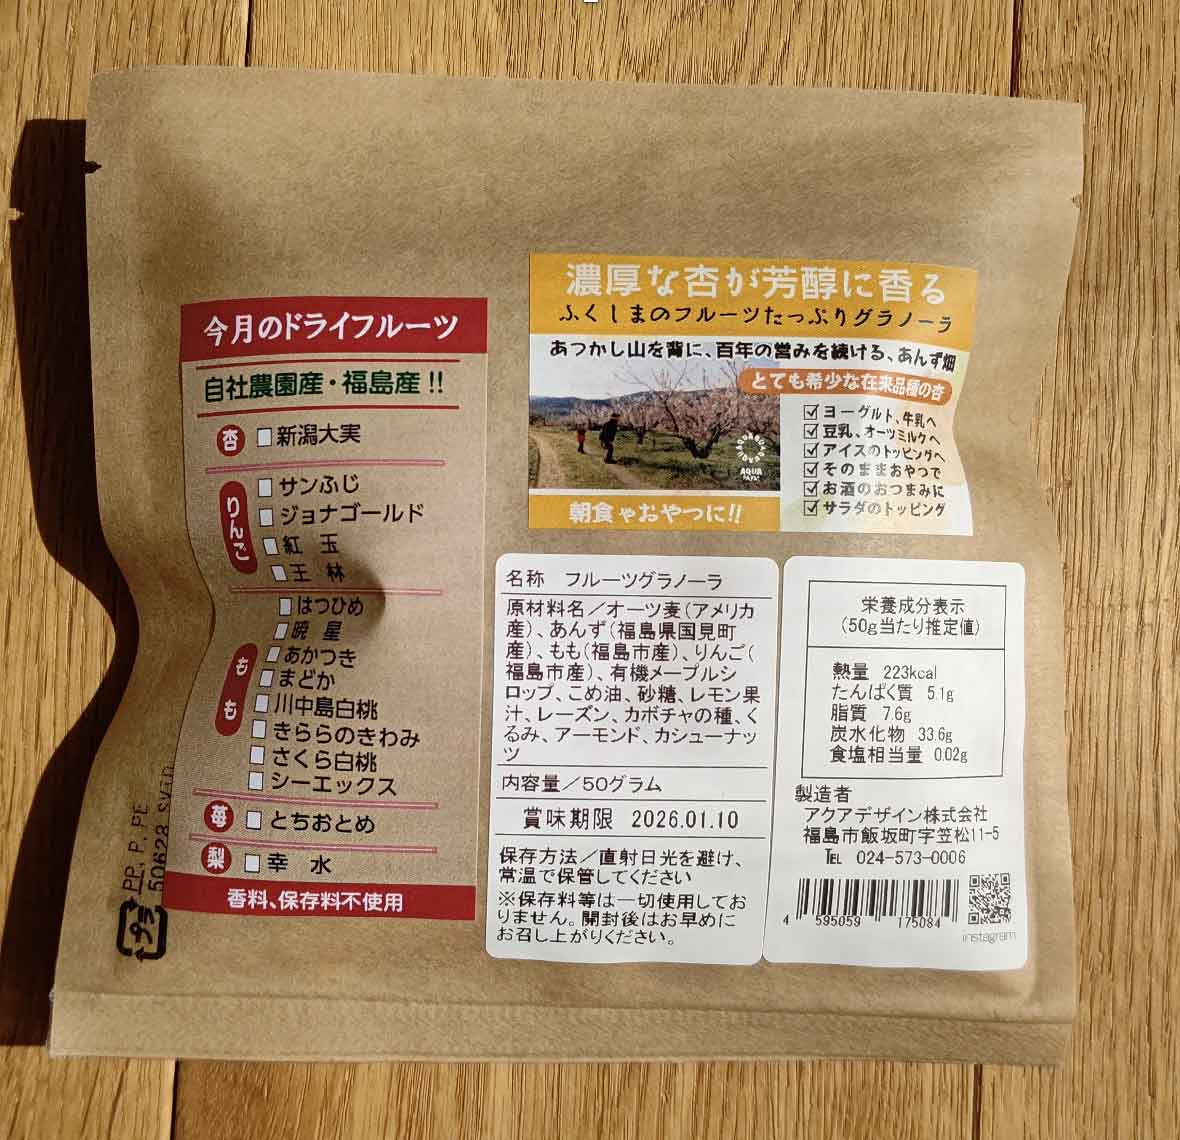 今月のドライフルーツ
自社農園産・福島産!!
杏
新潟大実
りんご
サンふじ
ジョナゴールド
紅 玉
王 林
もも
はつひめ
暁 星
あかつき
まどか
川中島白桃
きららのきわみ
さくら白桃
シーエックス
苺
とちおとめ
梨
幸 水
香料、保存料不使用
PP, P, PE
プラ
濃厚な杏が芳醇に香る
ふくしまのフルーツたっぷりグラノーラ
あつかし山を背に、百年の営みを続ける、あんず畑
とても希少な在来品種の杏
ヨーグルト、牛乳へ
豆乳、オーツミルクへ
アイスのトッピングへ
そのままおやつで
お酒のおつまみに
サラダのトッピング
朝食やおやつに!!
名称 フルーツグラノーラ
原材料名/オーツ麦(アメリカ
産)、あんず(福島県国見町
産)、もも(福島市産)、りんご(
福島市産)、有機メープルシ
ロップ、こめ油、砂糖、レモン果
汁、レーズン、カボチャの種、く
るみ、アーモンド、カシューナッ
ツ
内容量/50グラム
賞味期限 2026.01.10
保存方法/直射日光を避け、
常温で保管してください
※保存料等は一切使用してお
りません。開封後はお早めに
お召し上がりください。
栄養成分表示
(50g当たり推定値)
熱量 223kcal
たんぱく質 5.1g
脂質 7.6g
炭水化物 33.6g
食塩相当量 0.02g
製造者
アクアデザイン株式会社
福島市飯坂町字笠松11-5
TEL 024-573-0006
4 595059 175084
instagram